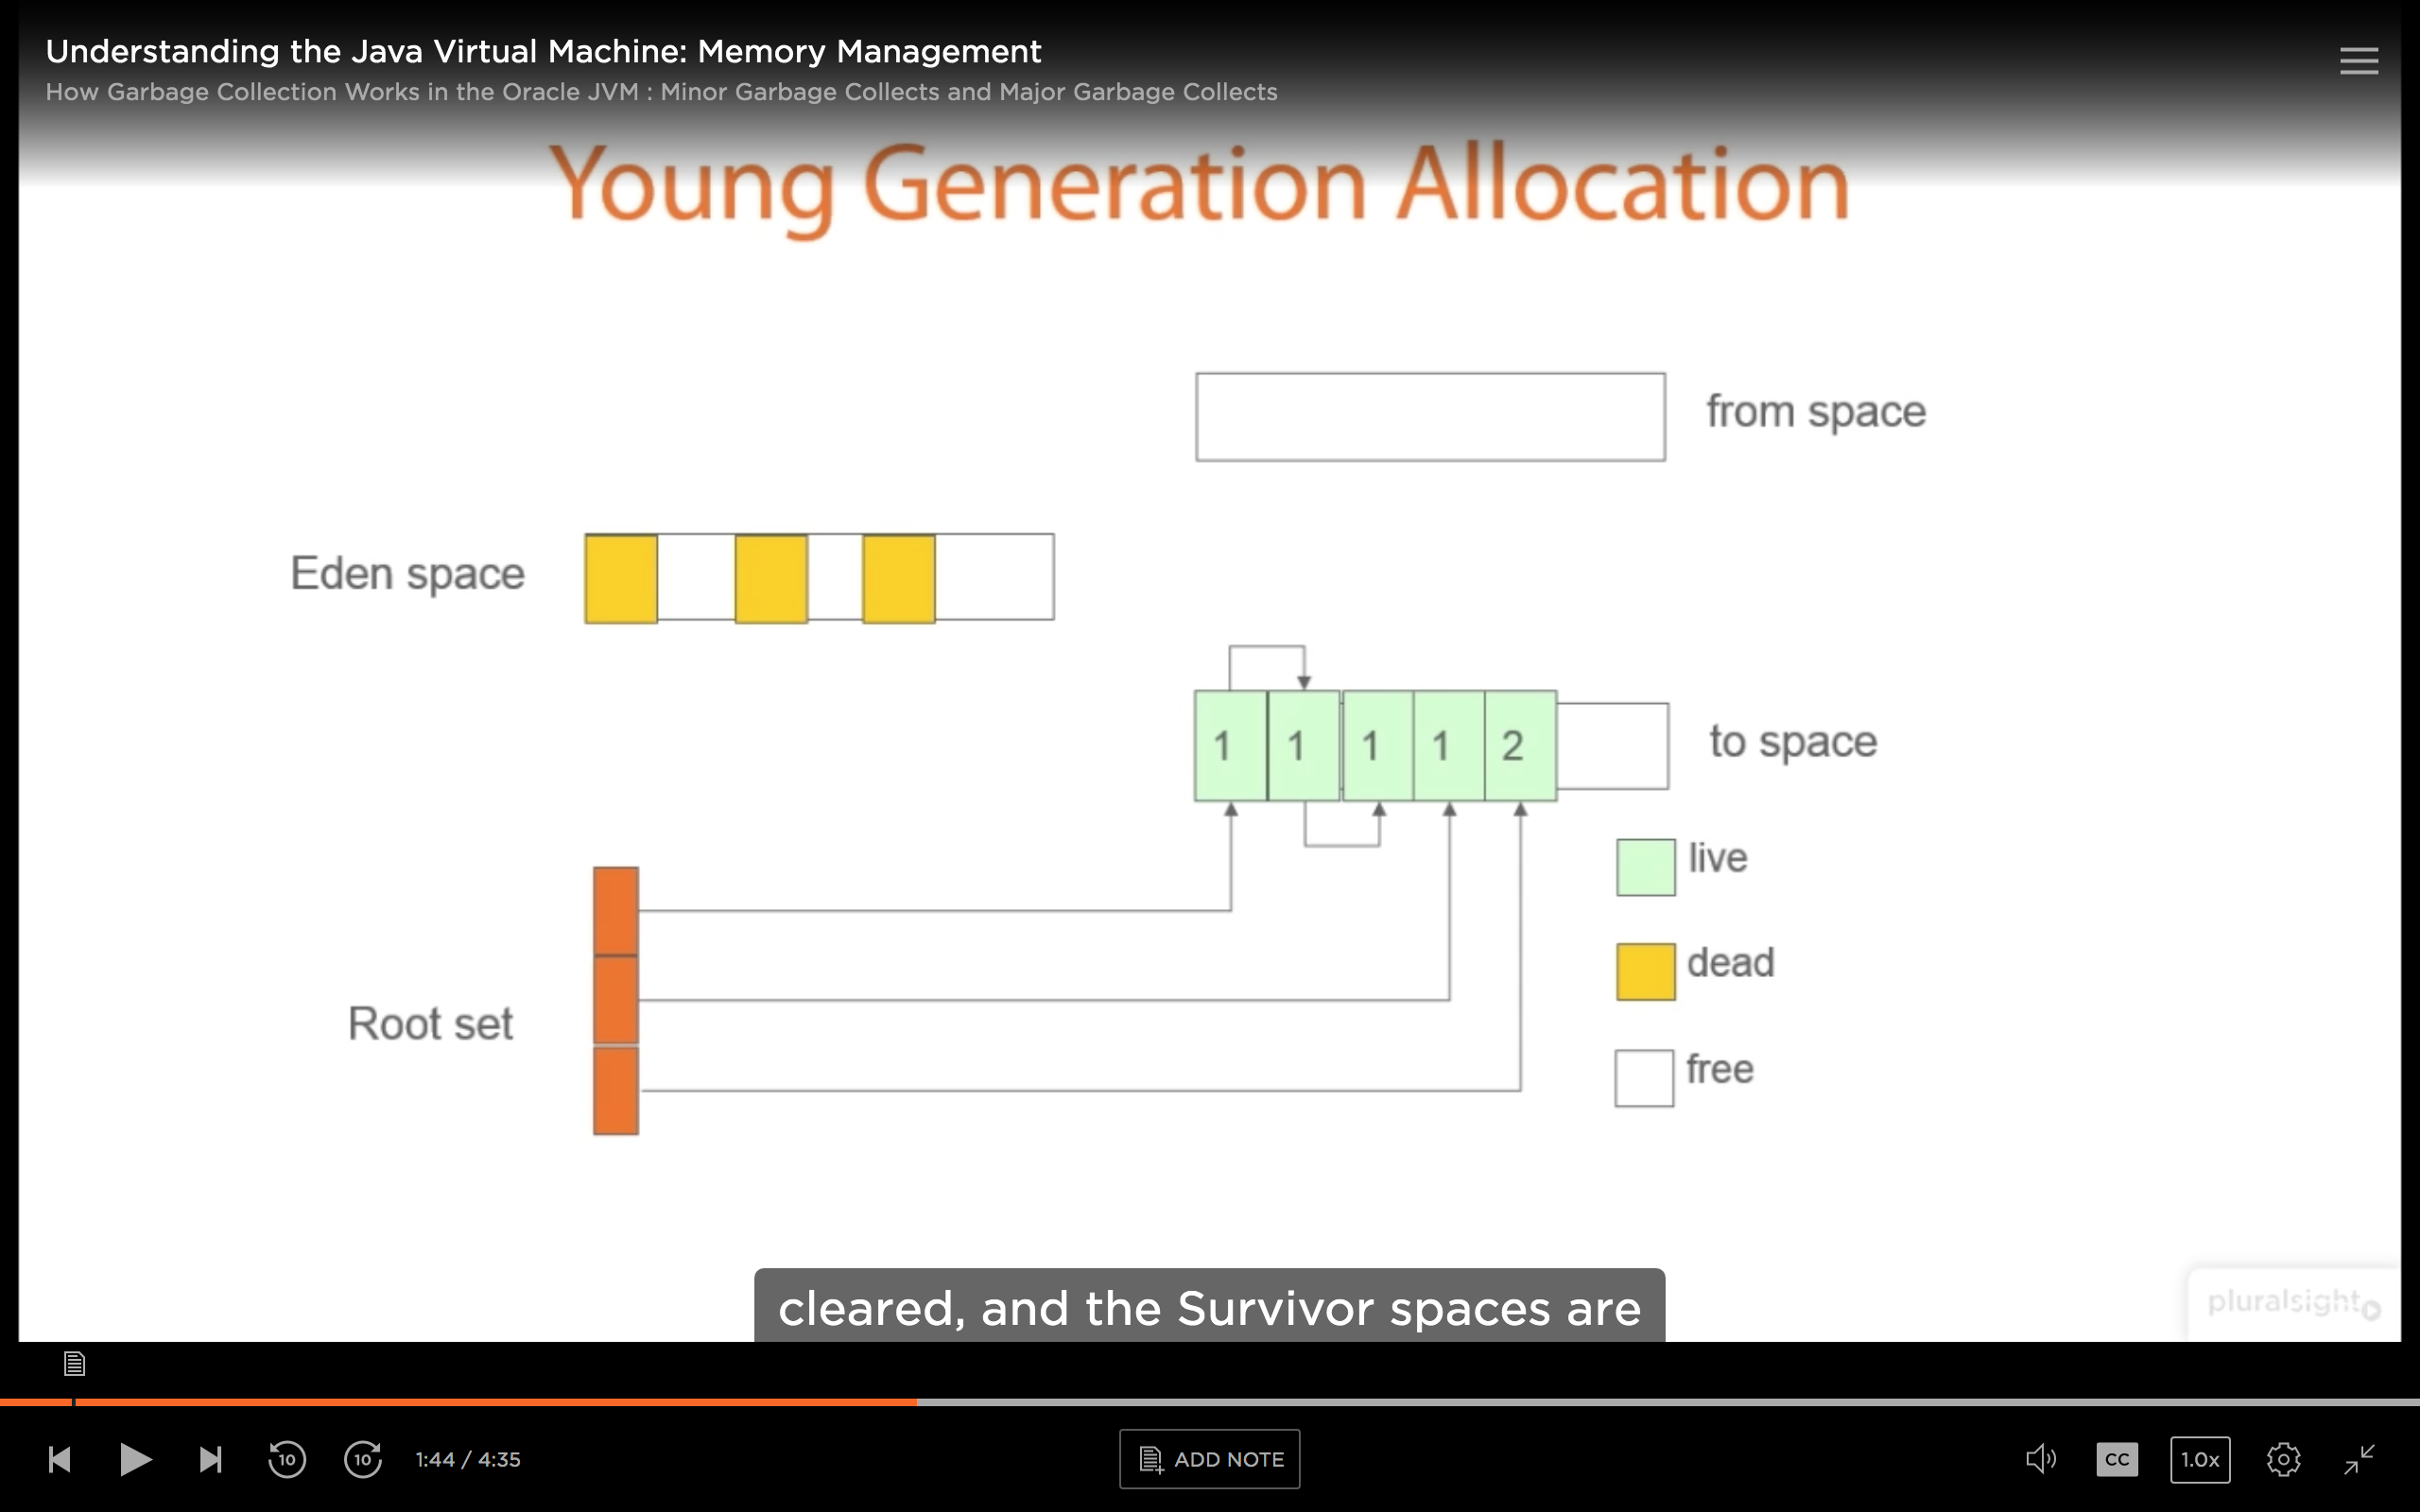 Understanding the Java Virtual Machine: Memory Management
How Garbage Collection Works in the Oracle JVM : Minor Garbage Collects and Major Garbage Collects
Young Generation Allocation
from space
Eden space
1 1 1 1 2
to space
live
dead
free
Root set
cleared, and the Survivor spaces are
pluralsight
10 10 1:44 / 4:35
ADD NOTE
CC 1.0x